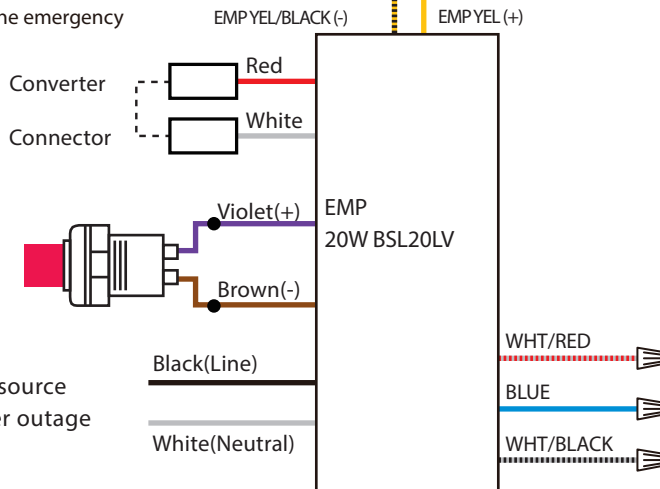 he emergency
EMP YEL/BLACK (-)
EMP YEL (+)
Converter
Red
Connector
White
Violet(+)
EMP
20W BSL20LV
Brown(-)
WHT/RED
Black(Line)
source
BLUE
er outage
White(Neutral)
WHT/BLACK